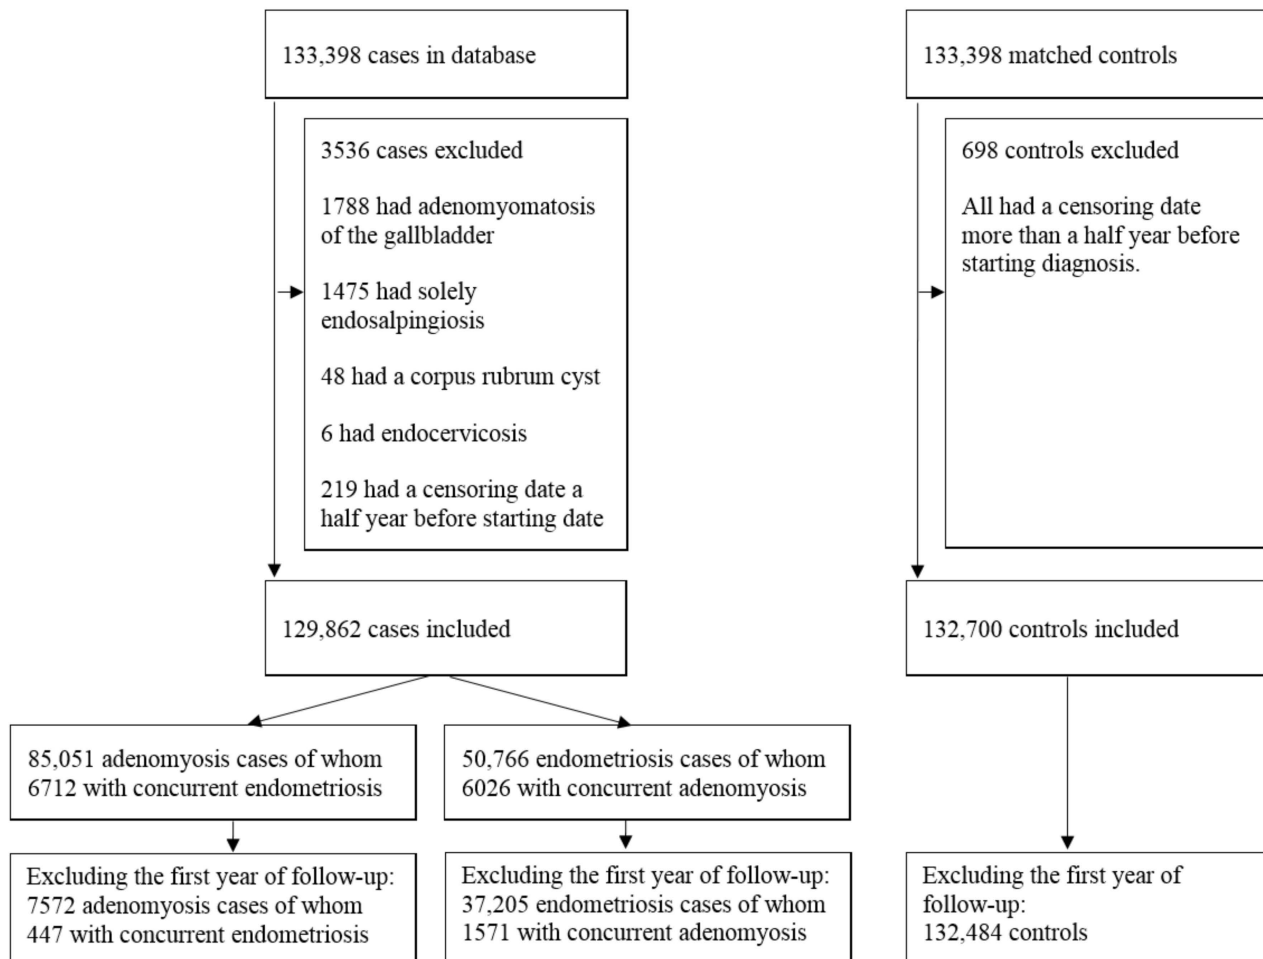 133,398 cases in database
133,398 matched controls
3536 cases excluded
1788 had adenomyomatosis
of the gallbladder
1475 had solely
endosalpingiosis
48 had a corpus rubrum cyst
6 had endocervicosis
219 had a censoring date a
half year before starting date
698 controls excluded
All had a censoring date
more than a half year before
starting diagnosis.
129,862 cases included
132,700 controls included
85,051 adenomyosis cases of whom
6712 with concurrent endometriosis
50,766 endometriosis cases of whom
6026 with concurrent adenomyosis
Excluding the first year of follow-up:
7572 adenomyosis cases of whom
447 with concurrent endometriosis
Excluding the first year of follow-up:
37,205 endometriosis cases of whom
1571 with concurrent adenomyosis
Excluding the first year of
follow-up:
132,484 controls